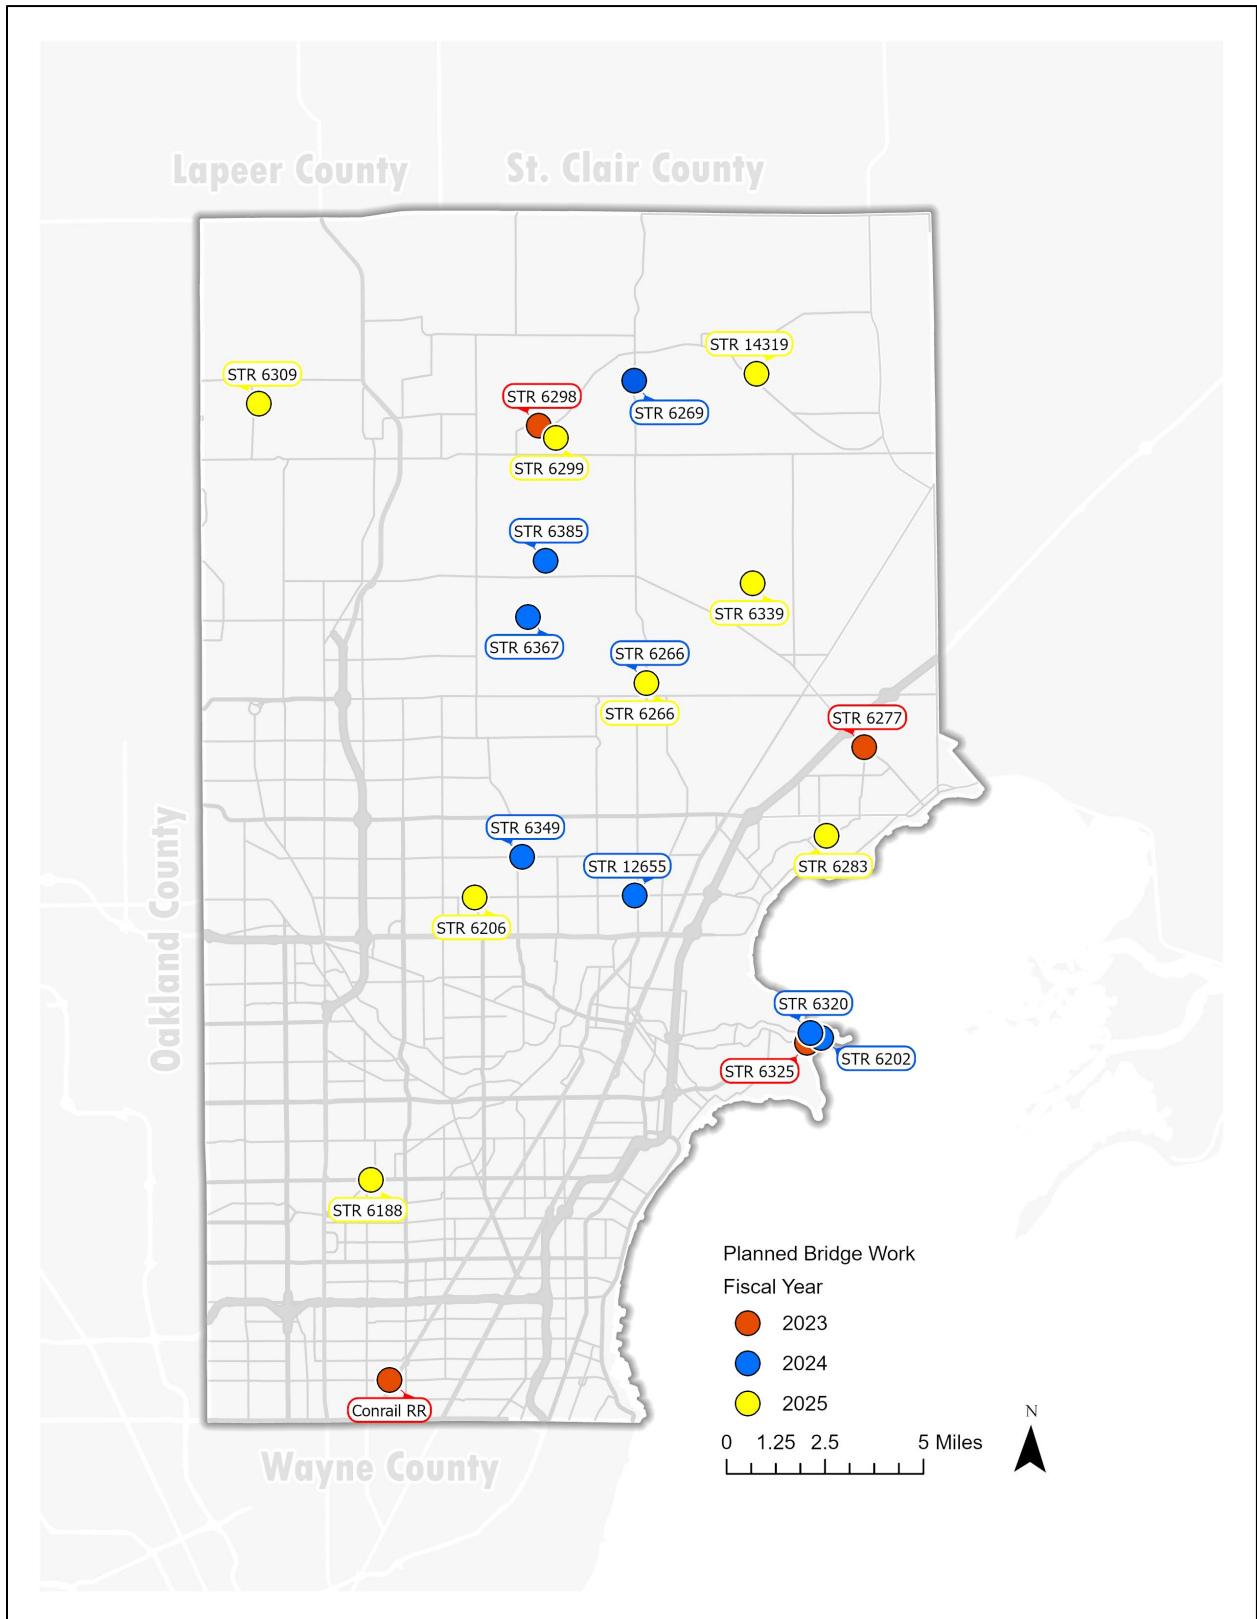 Lapeer County
St. Clair County
STR 14319
STR 6309
STR 6298
STR 6269
STR 6299
STR 6385
STR 6339
STR 6367
STR 6266
STR 6266
STR 6277
STR 6349
STR 12655
STR 6283
STR 6206
Oakland County
STR 6320
STR 6202
STR 6325
STR 6188
Conrail RR
Wayne County
Planned Bridge Work
Fiscal Year
2023
2024
2025
0 1.25 2.5 5 Miles
N